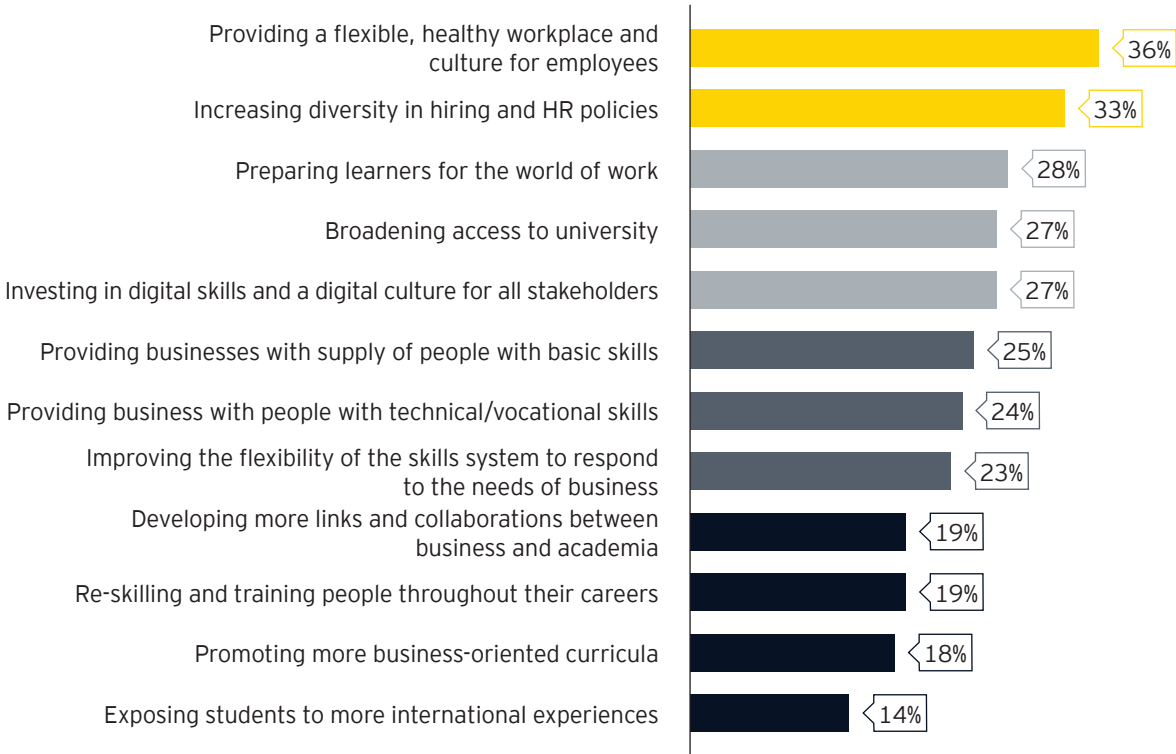 Providing a flexible, healthy workplace and
culture for employees
36%
Increasing diversity in hiring and HR policies
33%
Preparing learners for the world of work
28%
Broadening access to university
27%
Investing in digital skills and a digital culture for all stakeholders
27%
Providing businesses with supply of people with basic skills
25%
Providing business with people with technical/vocational skills
24%
Improving the flexibility of the skills system to respond
to the needs of business
23%
Developing more links and collaborations between
business and academia
19%
Re-skilling and training people throughout their careers
19%
Promoting more business-oriented curricula
18%
Exposing students to more international experiences
14%